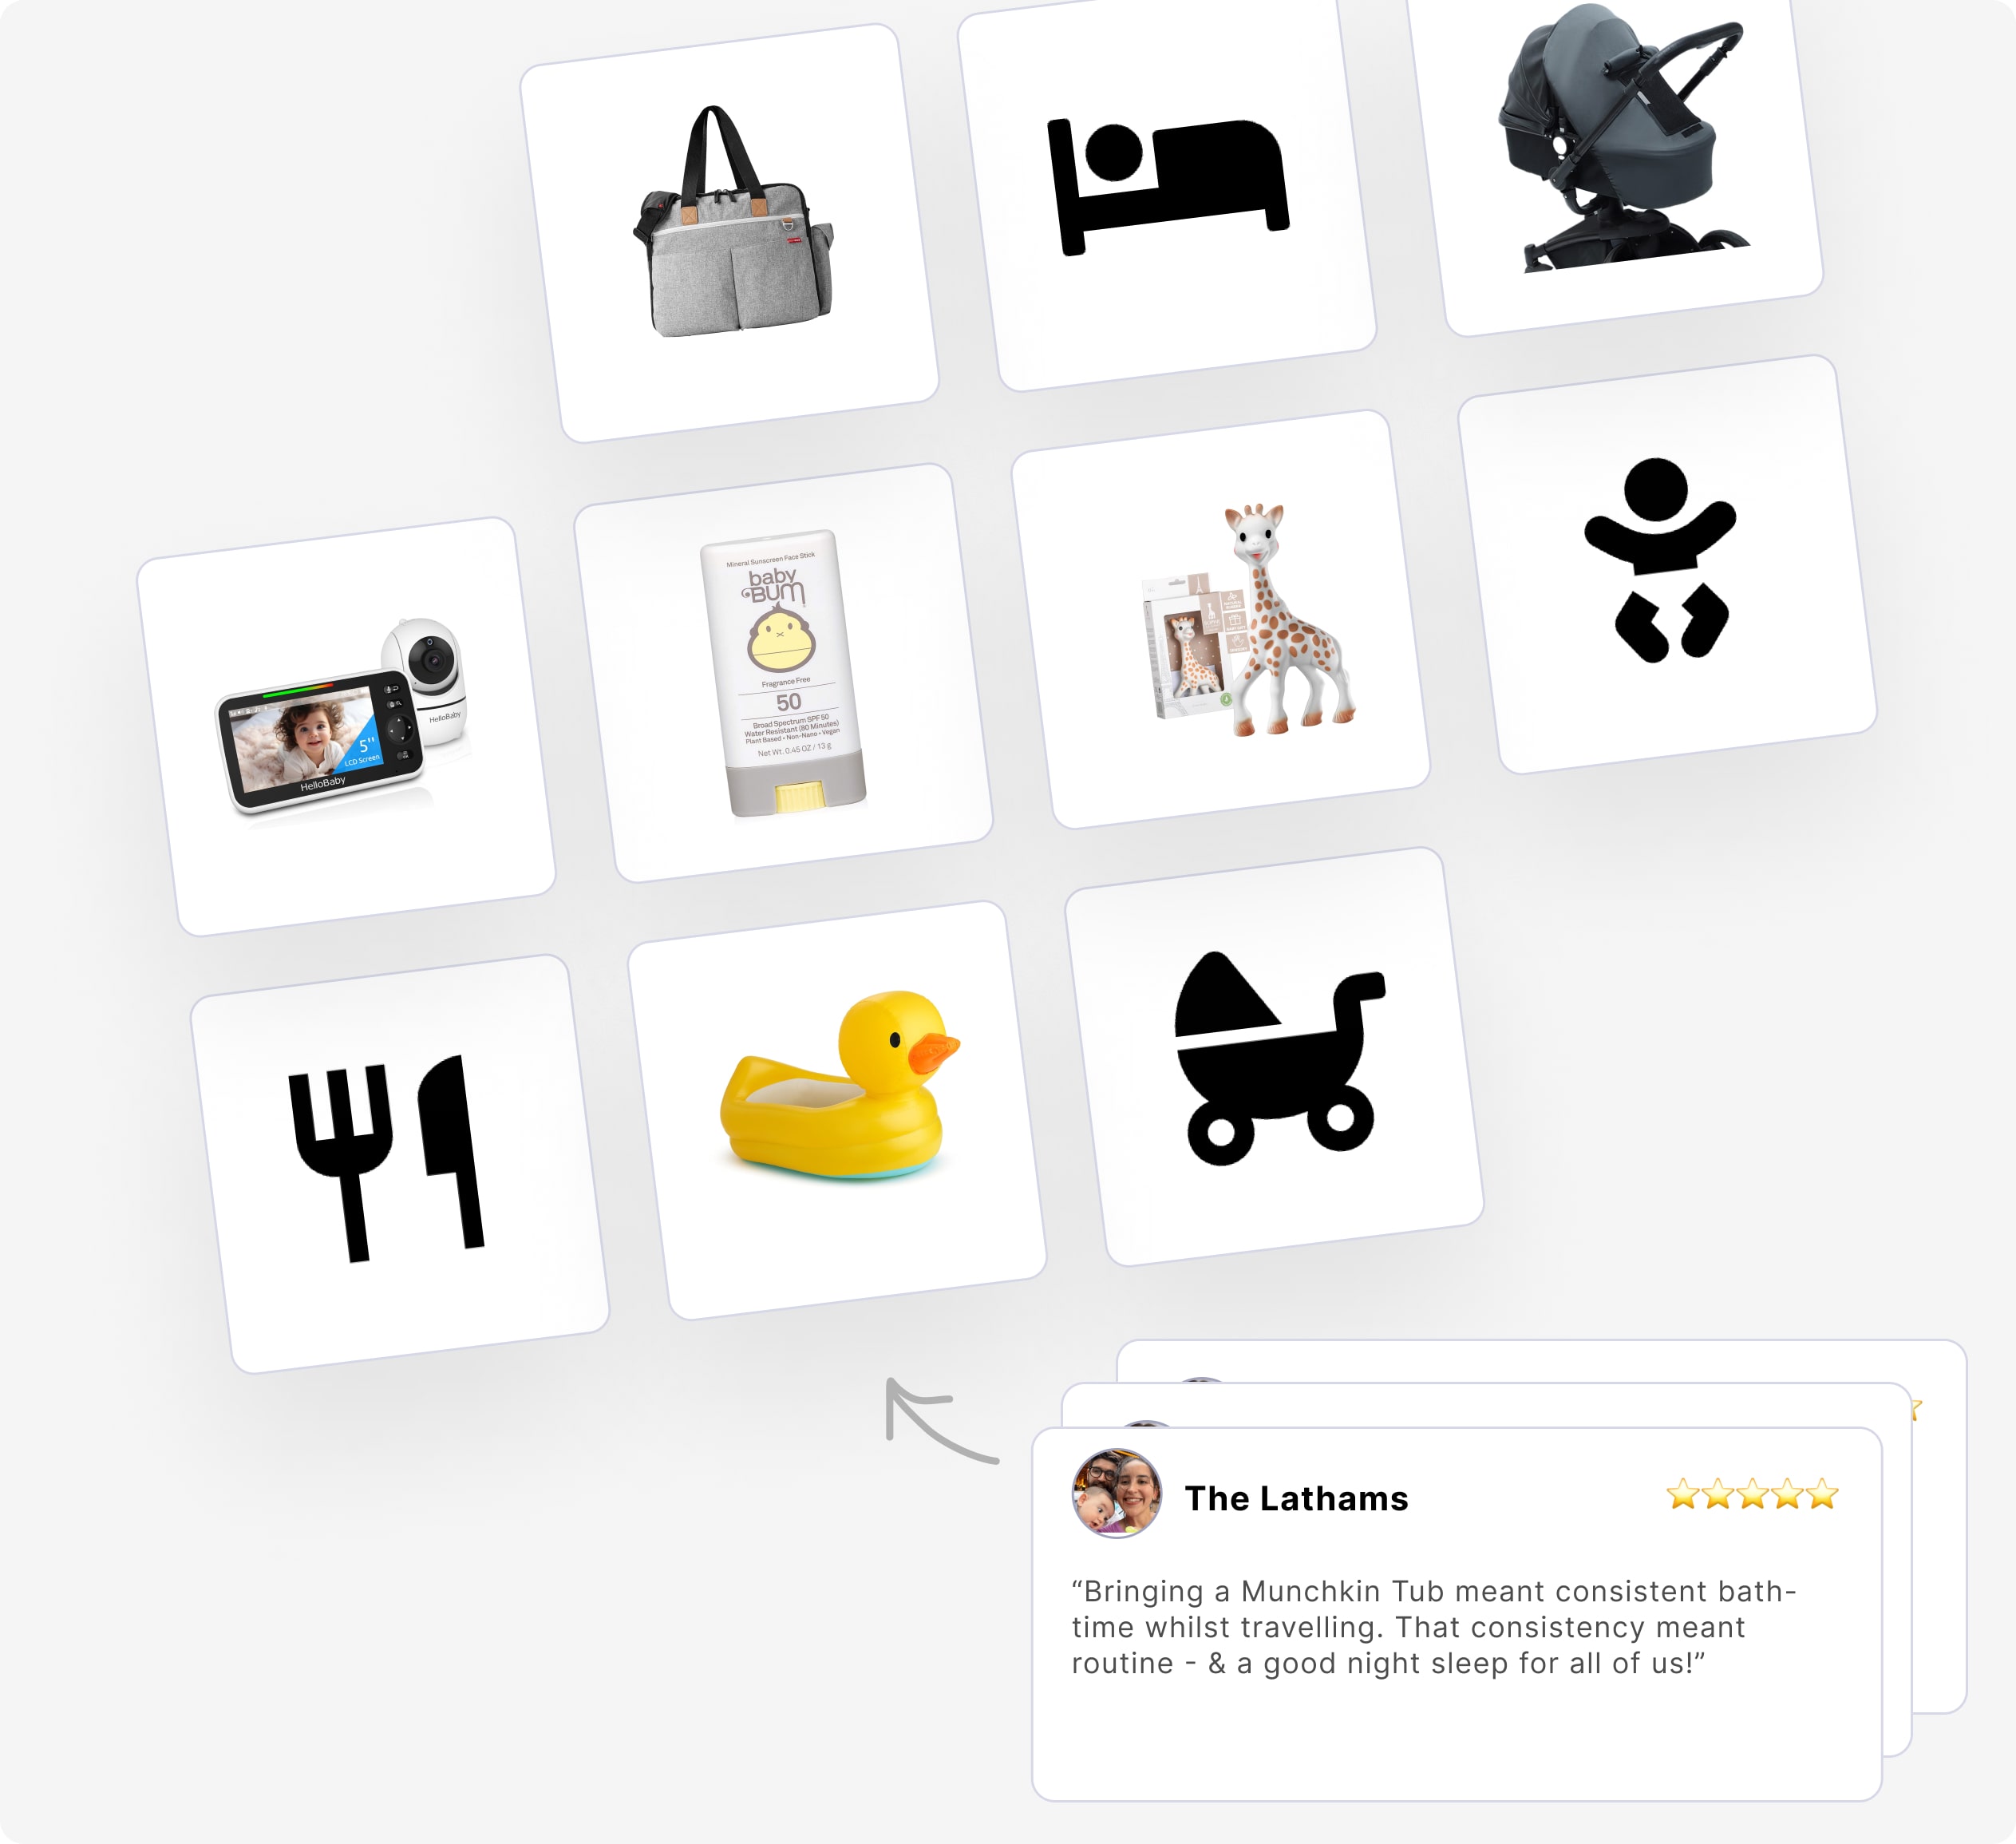 Mineral Sunscreen Face Stick
baby
BUM
Fragrance Free
50
Broad Spectrum SPF 50
Water Resistant (80 Minutes)
Plant Based • Non-Nano • Vegan
Net Wt. 0.45 OZ / 13 g
HelloBaby
5''
LCD Screen
HelloBaby
The Lathams
“Bringing a Munchkin Tub meant consistent bath-
time whilst travelling. That consistency meant
routine - & a good night sleep for all of us!”